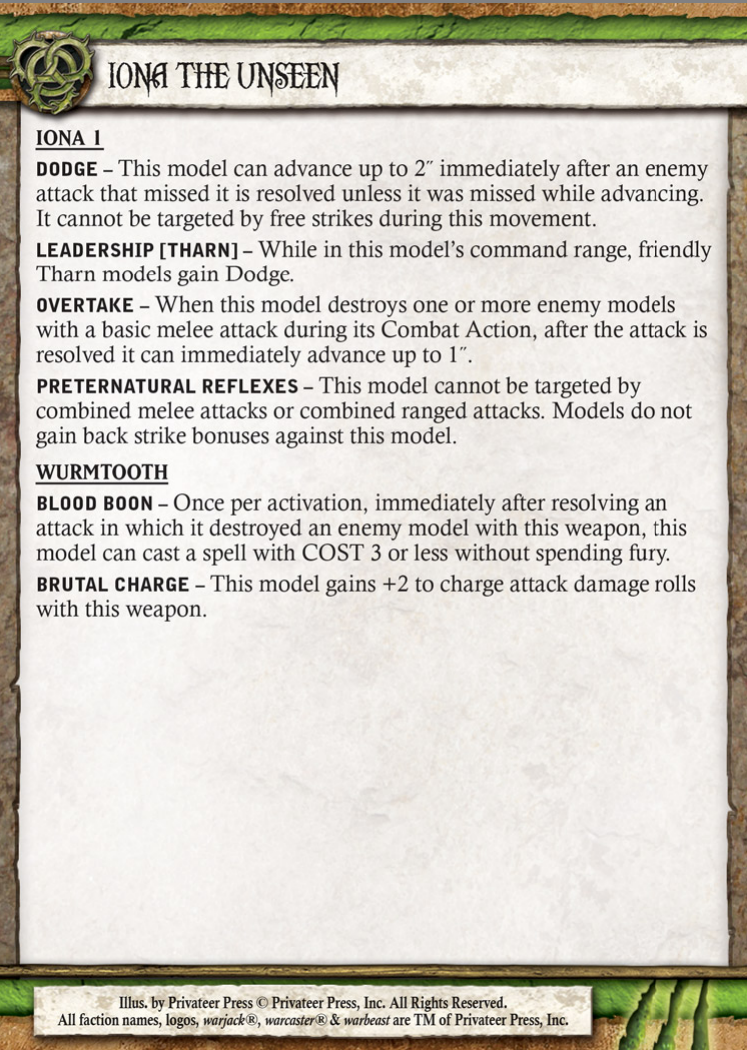 IONA THE UNSEEN
IONA 1
DODGE – This model can advance up to 2″ immediately after an enemy
attack that missed it is resolved unless it was missed while advancing.
It cannot be targeted by free strikes during this movement.
LEADERSHIP [THARN] – While in this model's command range, friendly
Tharn models gain Dodge.
OVERTAKE – When this model destroys one or more enemy models
with a basic melee attack during its Combat Action, after the attack is
resolved it can immediately advance up to 1″.
PRETERNATURAL REFLEXES – This model cannot be targeted by
combined melee attacks or combined ranged attacks. Models do not
gain back strike bonuses against this model.
WURMTOOTH
BLOOD BOON – Once per activation, immediately after resolving an
attack in which it destroyed an enemy model with this weapon, this
model can cast a spell with COST 3 or less without spending fury.
BRUTAL CHARGE – This model gains +2 to charge attack damage rolls
with this weapon.
Illus. by Privateer Press © Privateer Press, Inc. All Rights Reserved.
All faction names, logos, warjack®, warcaster® & warbeast are TM of Privateer Press, Inc.